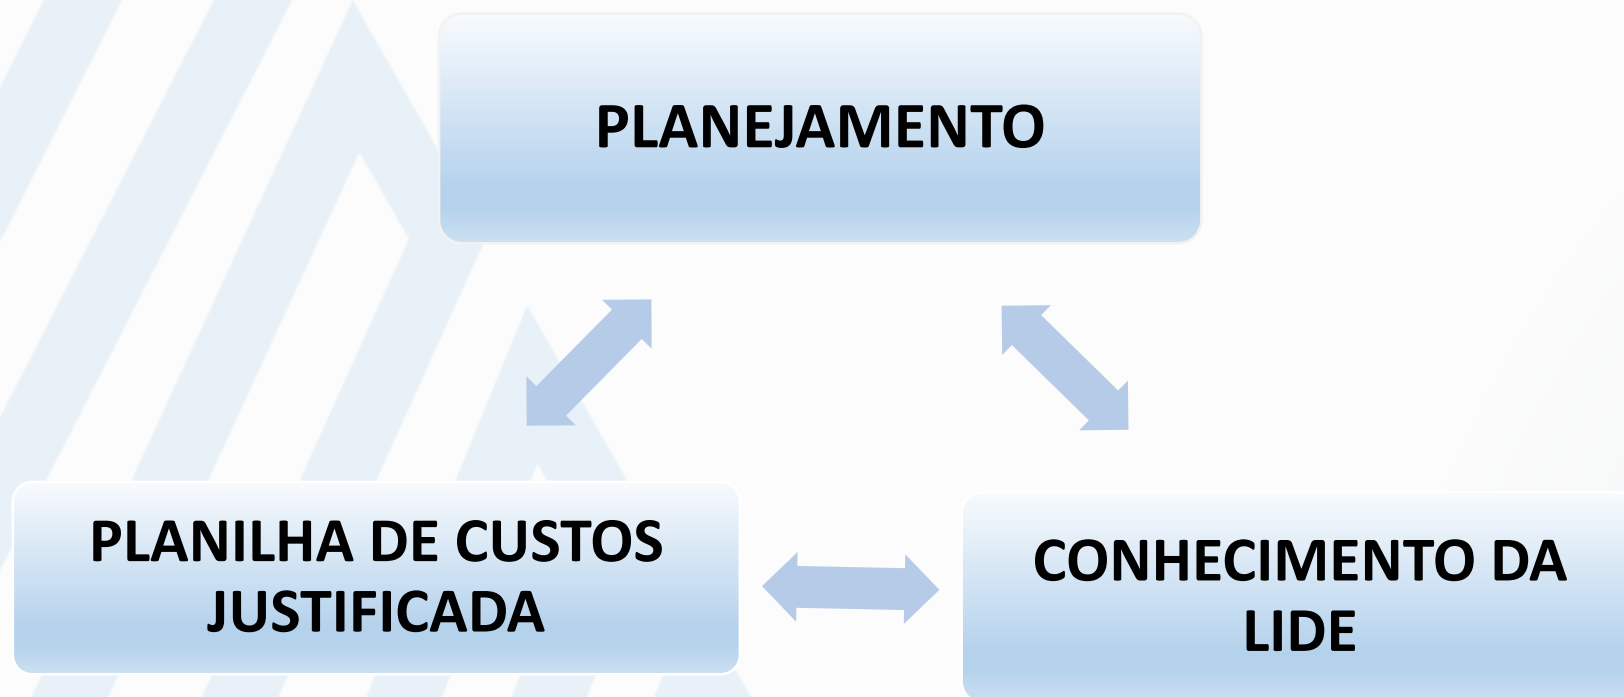 PLANEJAMENTO
PLANILHA DE CUSTOS
JUSTIFICADA
CONHECIMENTO DA
LIDE